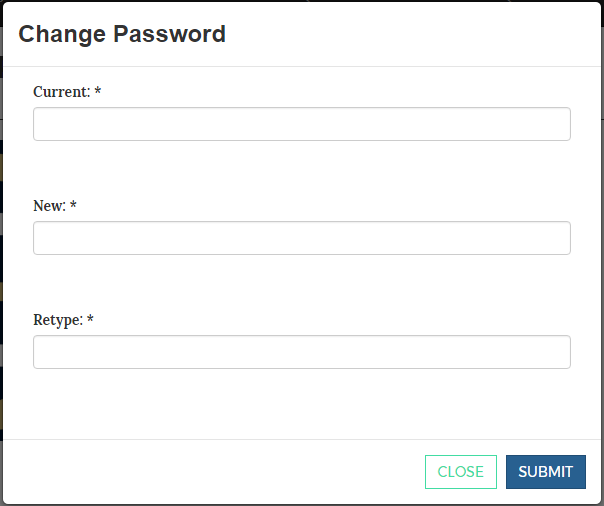 Change Password
Current: *
New: *
Retype: *
CLOSE SUBMIT